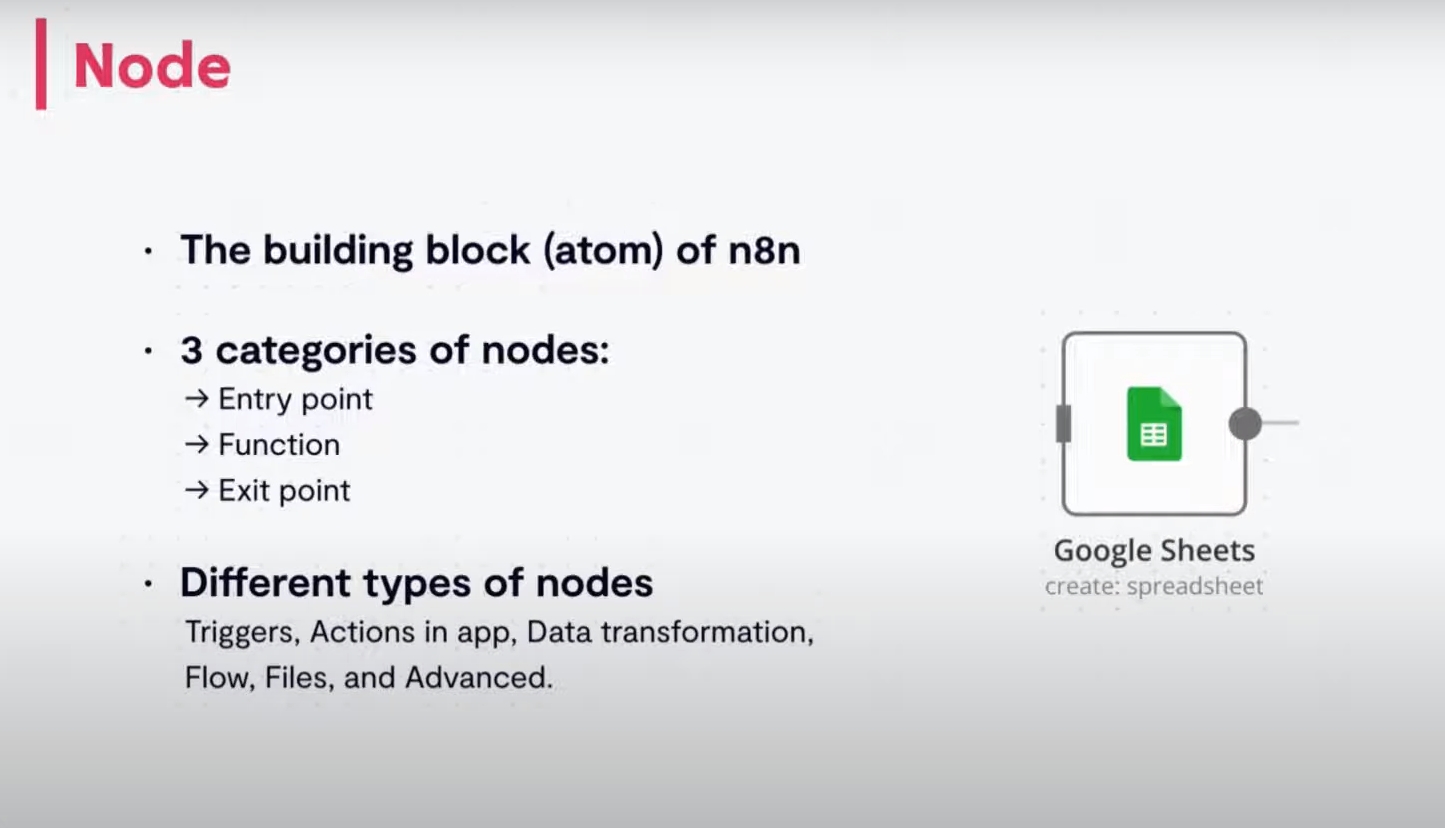 Node
· The building block (atom) of n8n
· 3 categories of nodes:
→ Entry point
→ Function
→ Exit point
· Different types of nodes
Triggers, Actions in app, Data transformation,
Flow, Files, and Advanced.
Google Sheets
create: spreadsheet